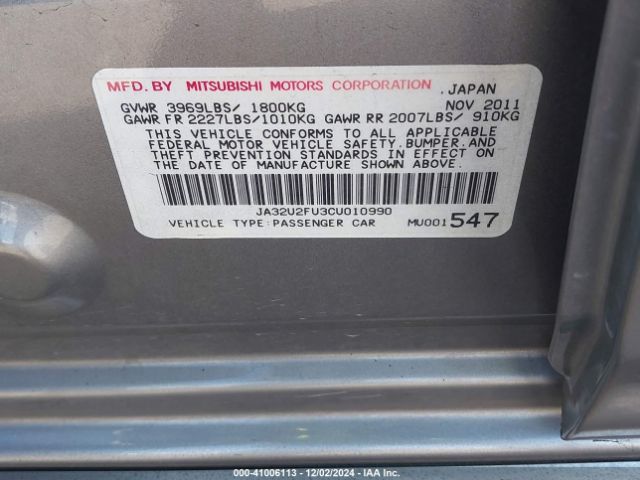 MFD. BY MITSUBISHI MOTORS CORPORATION. JAPAN
GVWR 3969LBS/ 1800KG NOV 2011
GAWR FR 2227LBS/1010KG GAWR RR 2007LBS/ 910KG
THIS VEHICLE CONFORMS TO ALL APPLICABLE
FEDERAL MOTOR VEHICLE SAFETY.BUMPER.AND
THEFT PREVENTION STANDARDS IN EFFECT ON
THE DATE OF MANUFACTURE SHOWN ABOVE.
JA32U2FU3CU010990
VEHICLE TYPE:PASSENGER CAR MU001547
000-41006113 - 12/02/2024 - IAA Inc.